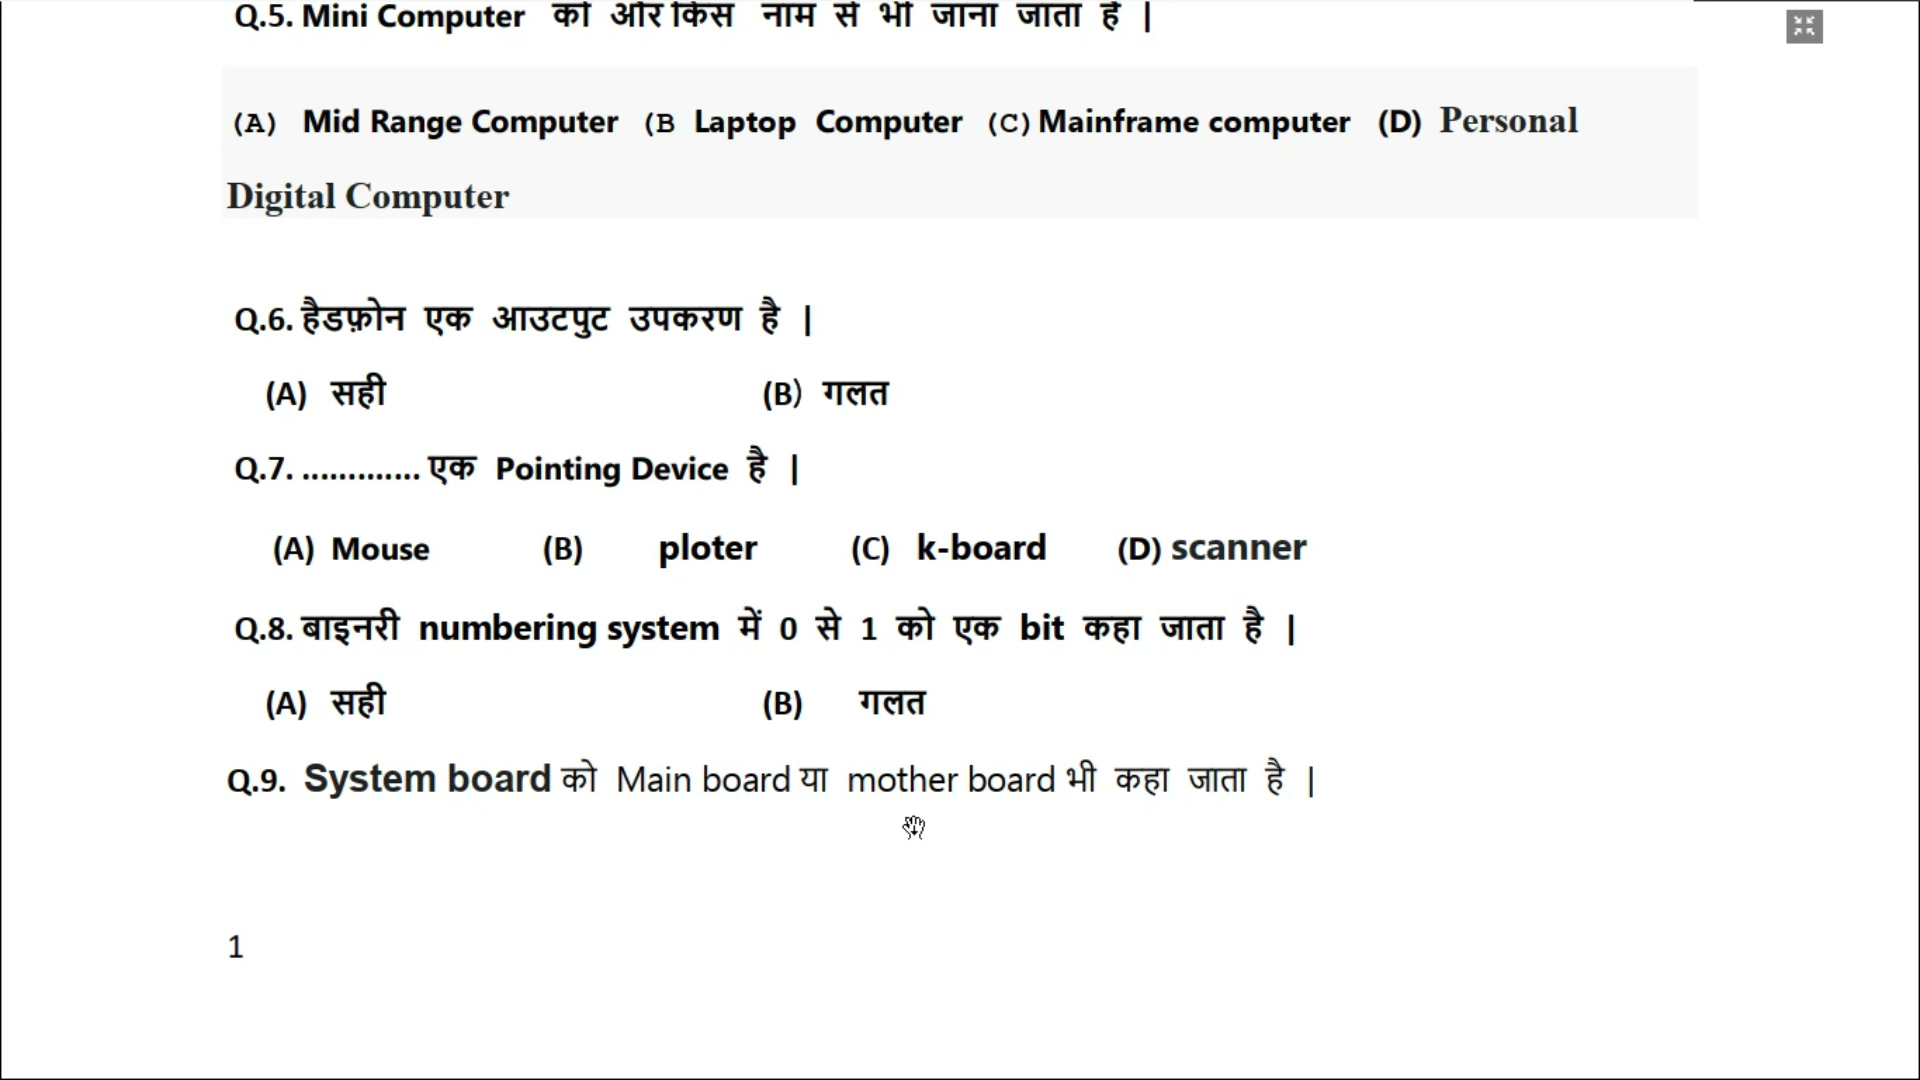 Q.5. Mini Computer को और किस नाम से भी जाना जाता है |
(A) Mid Range Computer (B Laptop Computer (C) Mainframe computer (D) Personal
Digital Computer
Q.6. हैडफ़ोन एक आउटपुट उपकरण है |
(A) सही (B) गलत
Q.7. ............. एक Pointing Device है |
(A) Mouse (B) ploter (C) k-board (D) scanner
Q.8. बाइनरी numbering system में 0 से 1 को एक bit कहा जाता है |
(A) सही (B) गलत
Q.9. System board को Main board या mother board भी कहा जाता है |
1